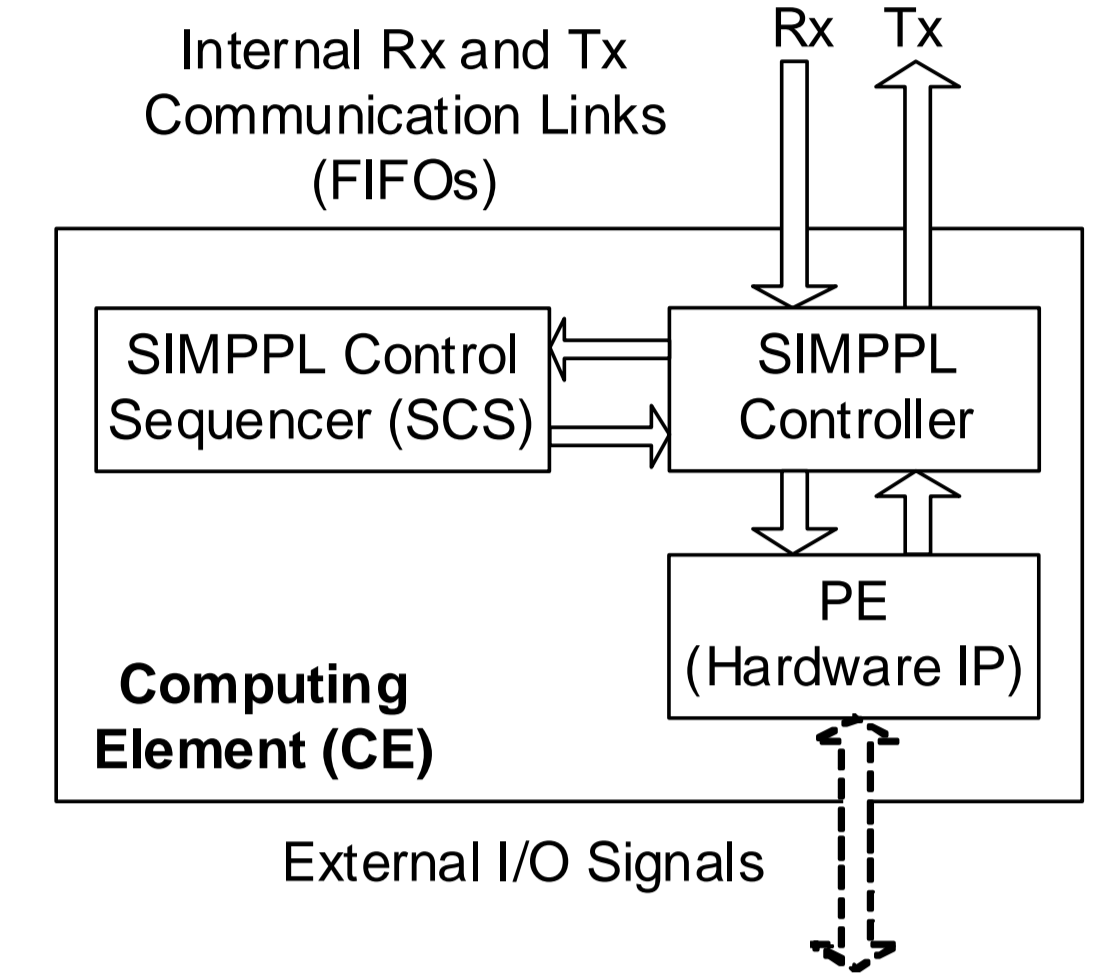 Internal Rx and Tx
Communication Links
(FIFOs)
Rx Tx
SIMPPL Control
Sequencer (SCS)
SIMPPL
Controller
PE
(Hardware IP)
Computing
Element (CE)
External I/O Signals